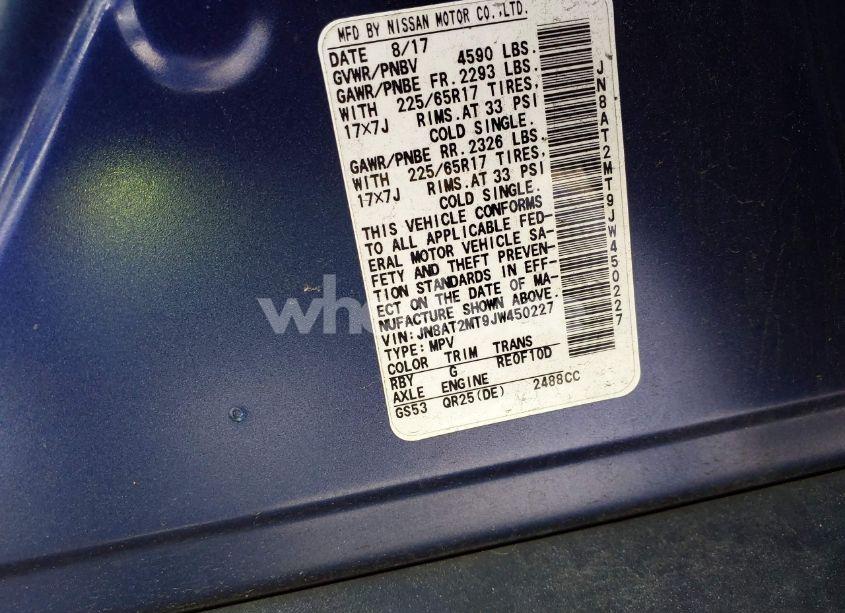 MFD BY NISSAN MOTOR CO.,LTD.
DATE 8/17
GVWR/PNBV 4590 LBS.
GAWR/PNBE FR.2293 LBS.
WITH 225/65R17 TIRES,
17X7J RIMS.AT 33 PSI
COLD SINGLE.
GAWR/PNBE RR.2326 LBS.
WITH 225/65R17 TIRES,
17X7J RIMS.AT 33 PSI
COLD SINGLE.
THIS VEHICLE CONFORMS
TO ALL APPLICABLE FED-
ERAL MOTOR VEHICLE SA-
FETY AND THEFT PREVEN-
TION STANDARDS IN EFF-
ECT ON THE DATE OF MA-
NUFACTURE SHOWN ABOVE.
VIN:JN8AT2MT9JW450227
TYPE:MPV
COLOR TRIM TRANS
RBY G RE0F10D
AXLE ENGINE
GS53 QR25(DE) 2488CC
JN8AT2MT9JW450227